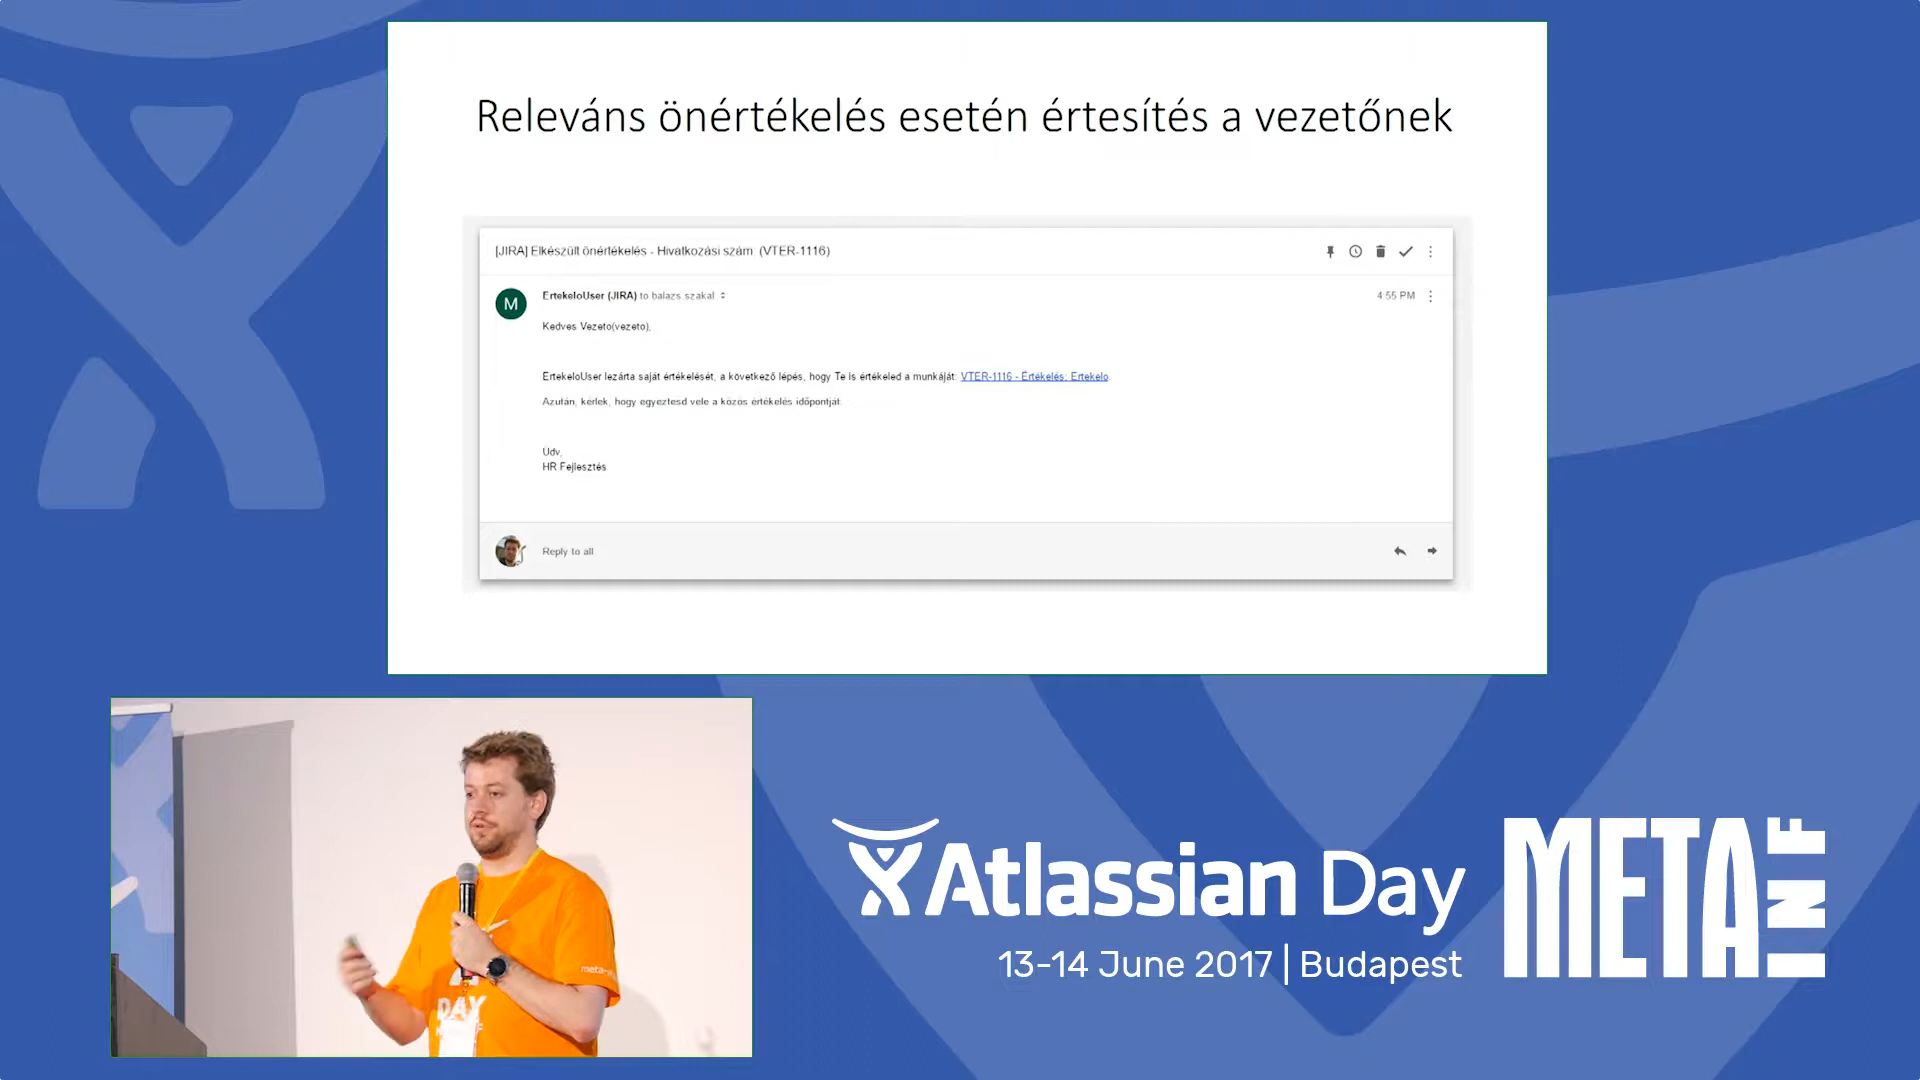 Releváns önértékelés esetén értesítés a vezetőnek
[JIRA] Elkészült önértékelés - Hivatkozási szám (VTER-1116)
M
ErtekeloUser (JIRA) to balazs.szakal
4:55 PM
Kedves Vezeto(vezeto),
ErtekeloUser lezárta saját értékelését, a következő lépés, hogy Te is értékeled a munkáját: VTER-1116 - Értékelés: Ertekelo.
Azután, kérlek, hogy egyeztesd vele a közös értékelés időpontját.
Üdv,
HR Fejlesztés
Reply to all
DAY
Atlassian Day
13-14 June 2017 | Budapest
META
INF